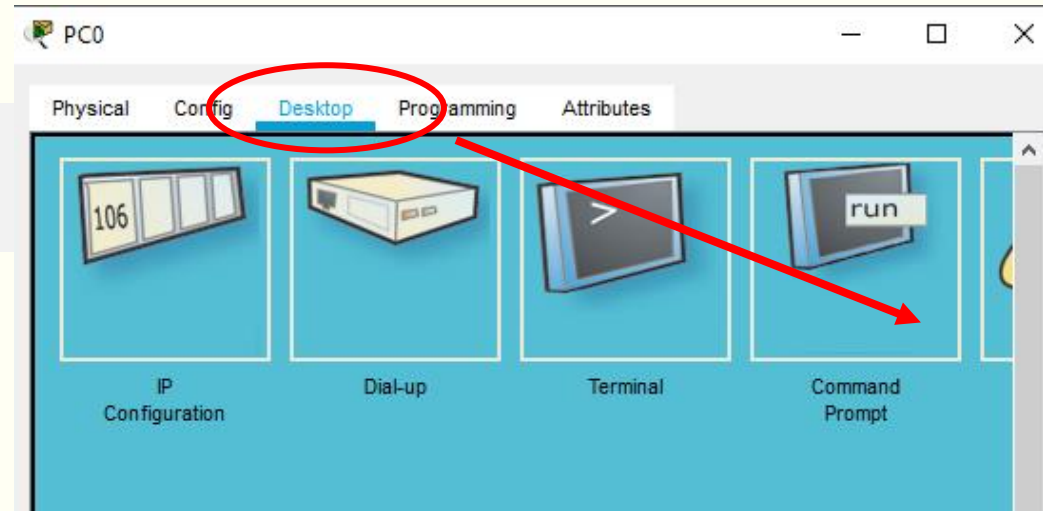 PC0
Physical Config Desktop Programming Attributes
106
>
run
IP
Configuration
Dial-up
Terminal
Command
Prompt